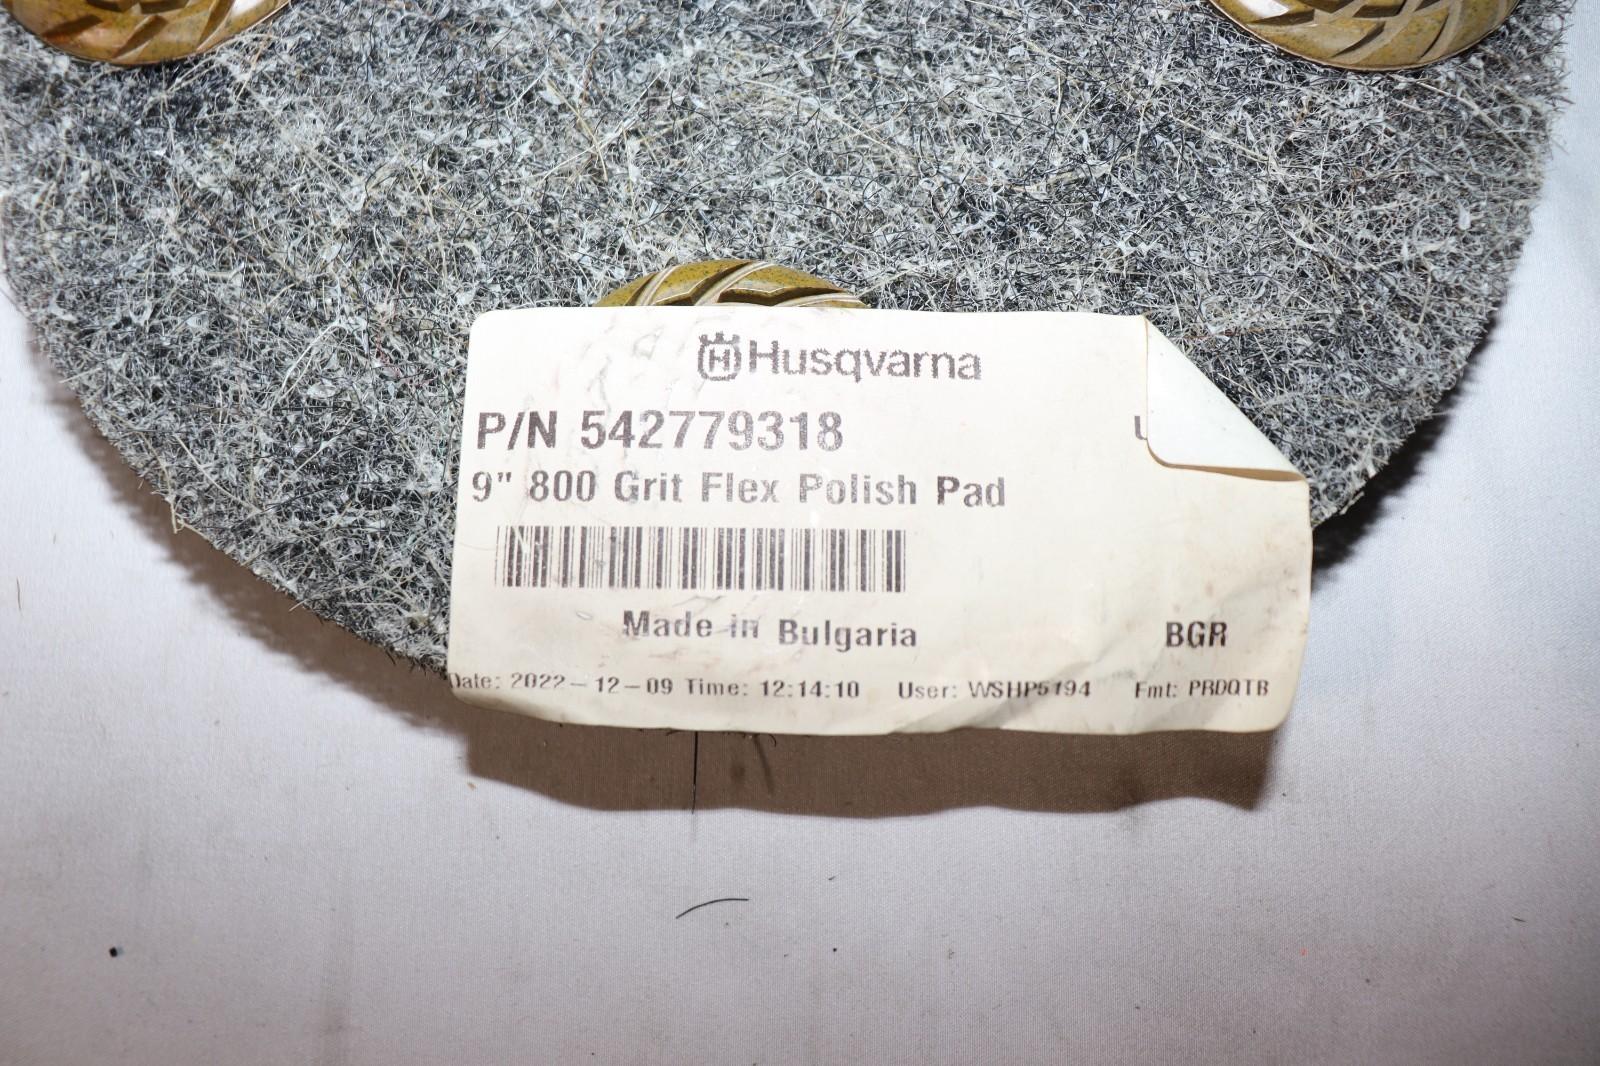 Husqvarna
P/N 542779318
9" 800 Grit Flex Polish Pad
Made in Bulgaria BGR
Date: 2022-12-09 Time: 12:14:10 User: WSHP5194 Fmt: PRDQTB